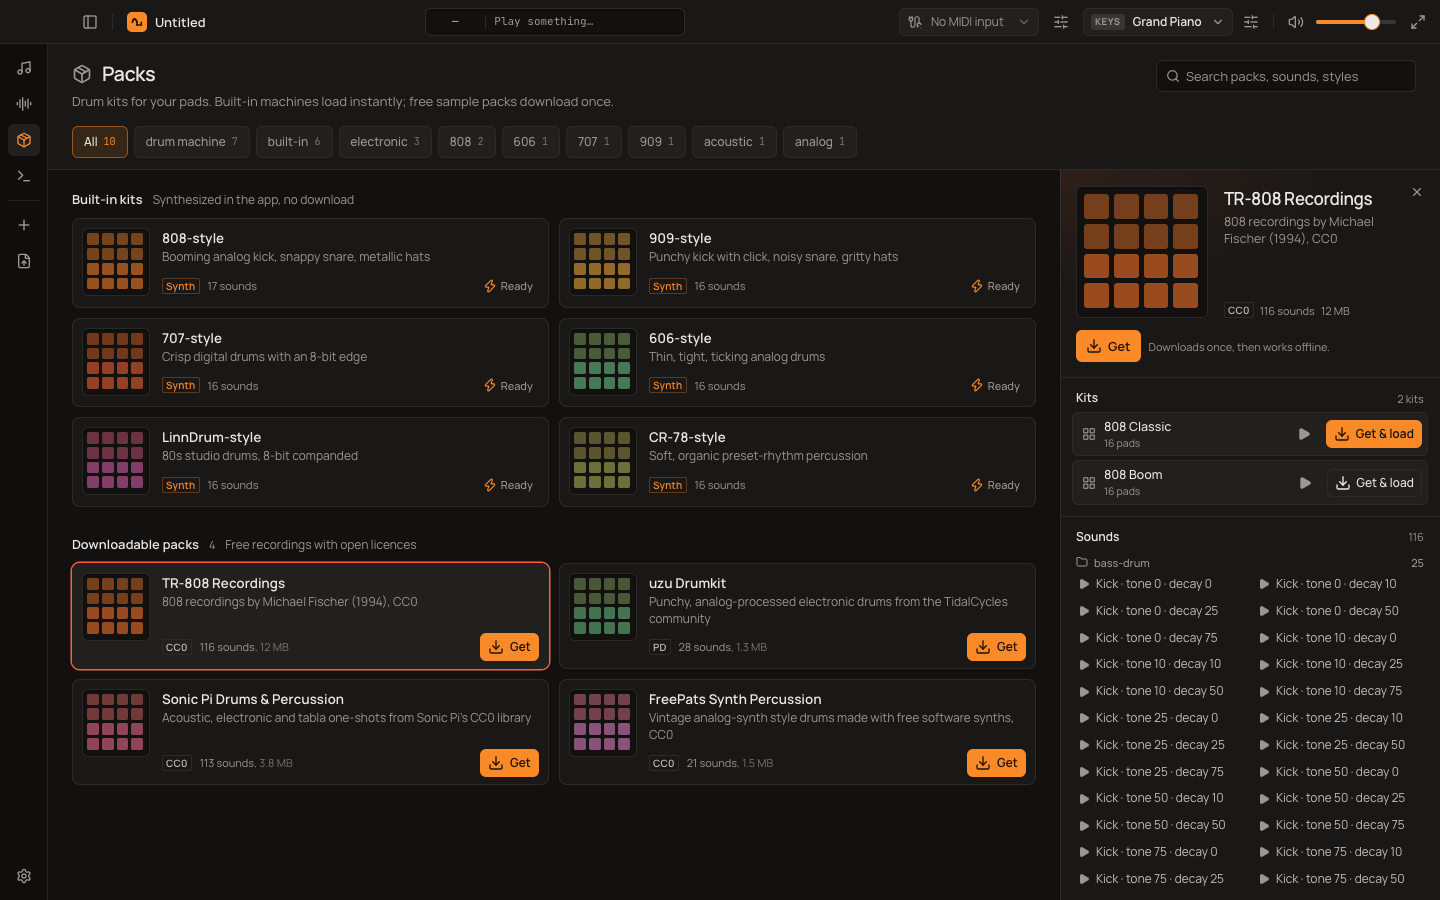 Untitled
–
Play something…
No MIDI input
KEYS Grand Piano
Packs
Drum kits for your pads. Built-in machines load instantly; free sample packs download once.
Search packs, sounds, styles
All 10
drum machine 7
built-in 6
electronic 3
808 2
606 1
707 1
909 1
acoustic 1
analog 1
Built-in kits Synthesized in the app, no download
808-style
Booming analog kick, snappy snare, metallic hats
Synth 17 sounds
Ready
909-style
Punchy kick with click, noisy snare, gritty hats
Synth 16 sounds
Ready
707-style
Crisp digital drums with an 8-bit edge
Synth 16 sounds
Ready
606-style
Thin, tight, ticking analog drums
Synth 16 sounds
Ready
LinnDrum-style
80s studio drums, 8-bit companded
Synth 16 sounds
Ready
CR-78-style
Soft, organic preset-rhythm percussion
Synth 16 sounds
Ready
Downloadable packs 4 Free recordings with open licences
TR-808 Recordings
808 recordings by Michael Fischer (1994), CC0
CC0 116 sounds, 12 MB
Get
uzu Drumkit
Punchy, analog-processed electronic drums from the TidalCycles
community
PD 28 sounds, 1.3 MB
Get
Sonic Pi Drums & Percussion
Acoustic, electronic and tabla one-shots from Sonic Pi's CC0 library
CC0 113 sounds, 3.8 MB
Get
FreePats Synth Percussion
Vintage analog-synth style drums made with free software synths,
CC0
CC0 21 sounds, 1.5 MB
Get
TR-808 Recordings
808 recordings by Michael
Fischer (1994), CC0
CC0 116 sounds 12 MB
Get
Downloads once, then works offline.
Kits 2 kits
808 Classic
16 pads
Get & load
808 Boom
16 pads
Get & load
Sounds 116
bass-drum 25
Kick · tone 0 · decay 0
Kick · tone 0 · decay 10
Kick · tone 0 · decay 25
Kick · tone 0 · decay 50
Kick · tone 0 · decay 75
Kick · tone 10 · decay 0
Kick · tone 10 · decay 10
Kick · tone 10 · decay 25
Kick · tone 10 · decay 50
Kick · tone 10 · decay 75
Kick · tone 25 · decay 0
Kick · tone 25 · decay 10
Kick · tone 25 · decay 25
Kick · tone 25 · decay 50
Kick · tone 25 · decay 75
Kick · tone 50 · decay 0
Kick · tone 50 · decay 10
Kick · tone 50 · decay 25
Kick · tone 50 · decay 50
Kick · tone 50 · decay 75
Kick · tone 75 · decay 0
Kick · tone 75 · decay 10
Kick · tone 75 · decay 25
Kick · tone 75 · decay 50